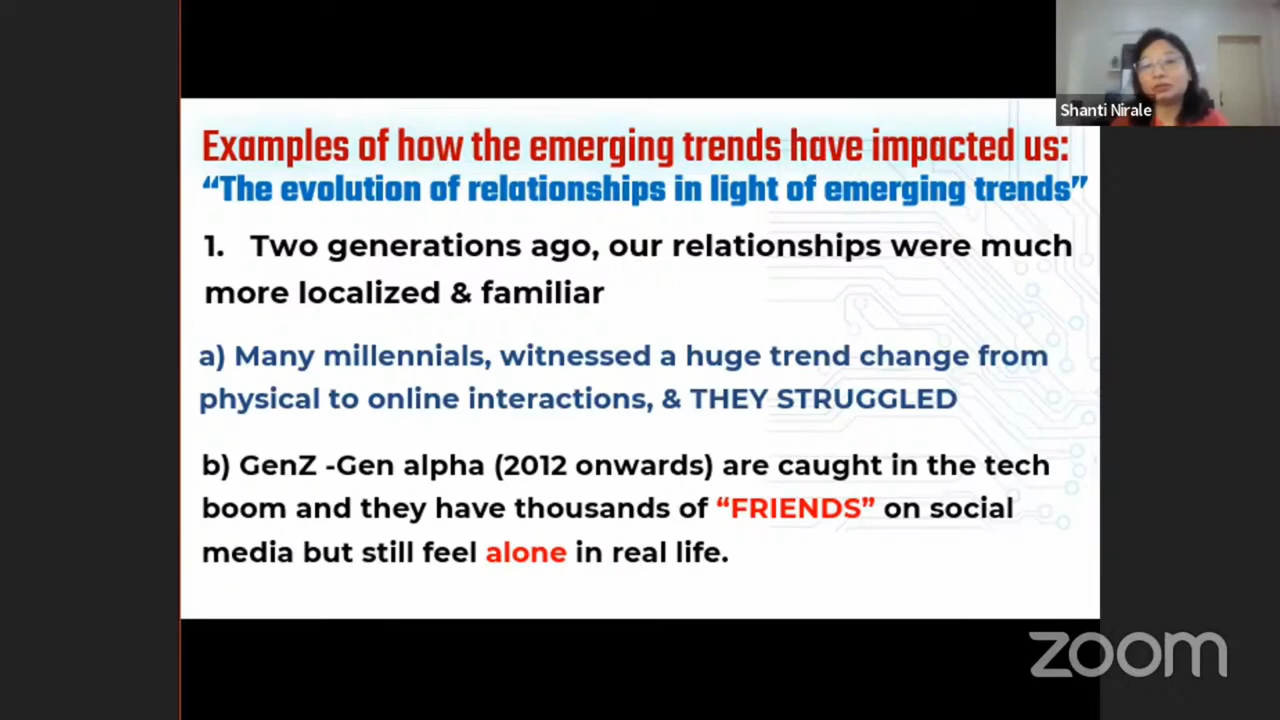 Shanti Nirale
Examples of how the emerging trends have impacted us:
“The evolution of relationships in light of emerging trends”
1. Two generations ago, our relationships were much
more localized & familiar
a) Many millennials, witnessed a huge trend change from
physical to online interactions, & THEY STRUGGLED
b) GenZ -Gen alpha (2012 onwards) are caught in the tech
boom and they have thousands of “FRIENDS” on social
media but still feel alone in real life.
zoom